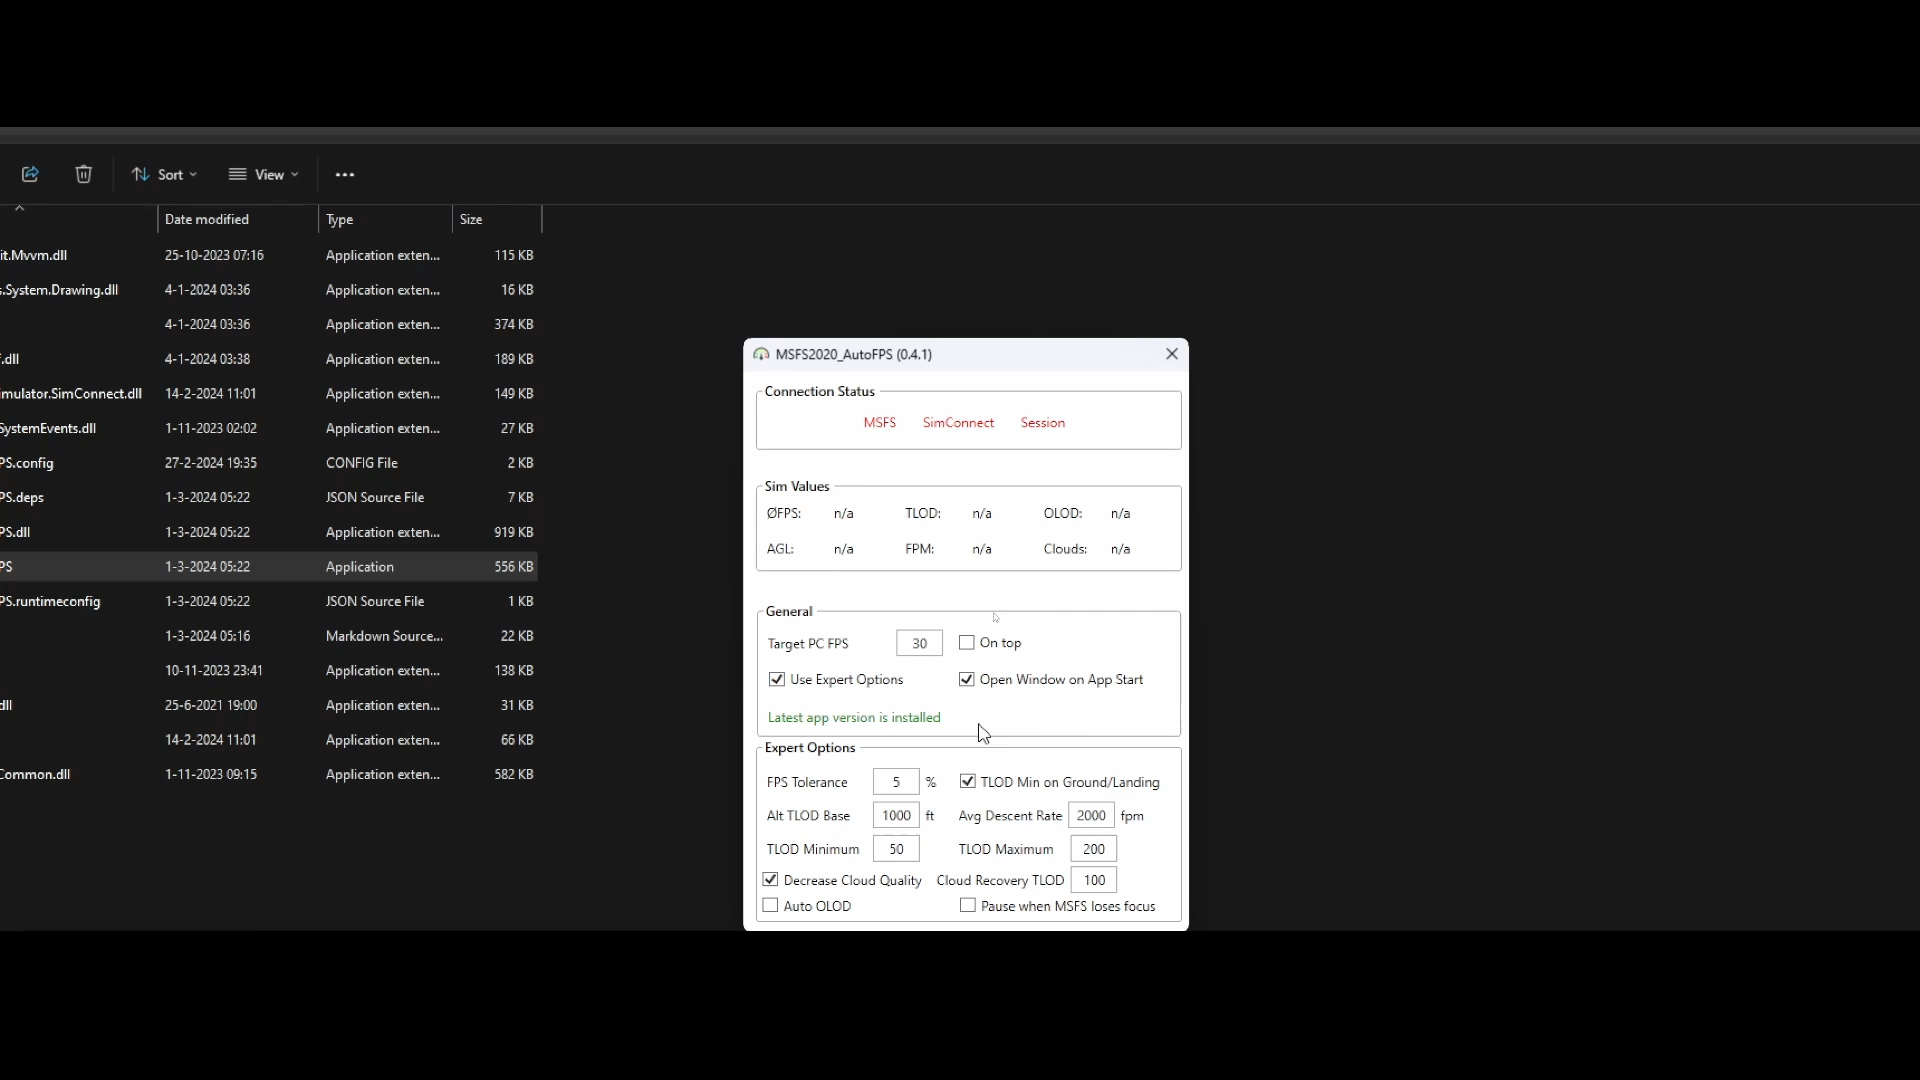 Sort
View
Date modified Type Size
it.Mvvm.dll 25-10-2023 07:16 Application exten... 115 KB
s.System.Drawing.dll 4-1-2024 03:36 Application exten... 16 KB
4-1-2024 03:36 Application exten... 374 KB
f.dll 4-1-2024 03:38 Application exten... 189 KB
imulator.SimConnect.dll 14-2-2024 11:01 Application exten... 149 KB
SystemEvents.dll 1-11-2023 02:02 Application exten... 27 KB
PS.config 27-2-2024 19:35 CONFIG File 2 KB
PS.deps 1-3-2024 05:22 JSON Source File 7 KB
PS.dll 1-3-2024 05:22 Application exten... 919 KB
PS 1-3-2024 05:22 Application 556 KB
PS.runtimeconfig 1-3-2024 05:22 JSON Source File 1 KB
1-3-2024 05:16 Markdown Source... 22 KB
10-11-2023 23:41 Application exten... 138 KB
dll 25-6-2021 19:00 Application exten... 31 KB
14-2-2024 11:01 Application exten... 66 KB
Common.dll 1-11-2023 09:15 Application exten... 582 KB
MSFS2020_AutoFPS (0.4.1)
Connection Status
MSFS SimConnect Session
Sim Values
ØFPS: n/a TLOD: n/a OLOD: n/a
AGL: n/a FPM: n/a Clouds: n/a
General
Target PC FPS 30 On top
Use Expert Options Open Window on App Start
Latest app version is installed
Expert Options
FPS Tolerance 5 % TLOD Min on Ground/Landing
Alt TLOD Base 1000 ft Avg Descent Rate 2000 fpm
TLOD Minimum 50 TLOD Maximum 200
Decrease Cloud Quality Cloud Recovery TLOD 100
Auto OLOD Pause when MSFS loses focus